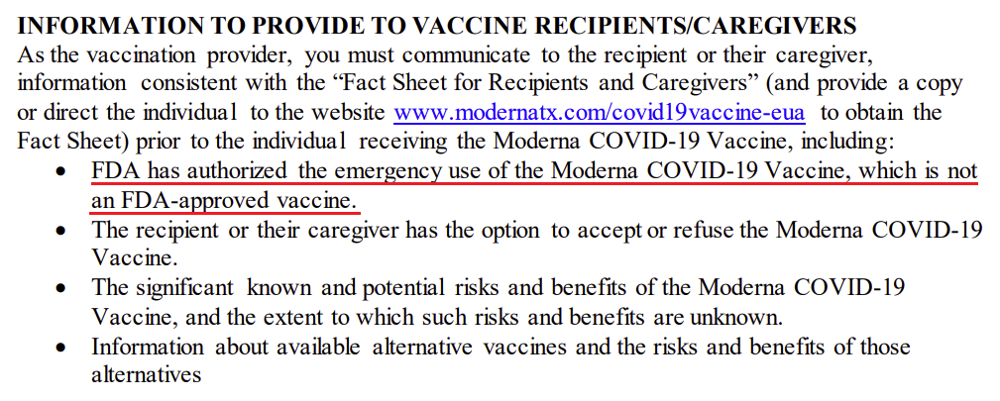 INFORMATION TO PROVIDE TO VACCINE RECIPIENTS/CAREGIVERS
As the vaccination provider, you must communicate to the recipient or their caregiver,
information consistent with the “Fact Sheet for Recipients and Caregivers” (and provide a copy
or direct the individual to the website www.modernatx.com/covid19vaccine-eua to obtain the
Fact Sheet) prior to the individual receiving the Moderna COVID-19 Vaccine, including:
• FDA has authorized the emergency use of the Moderna COVID-19 Vaccine, which is not
an FDA-approved vaccine.
• The recipient or their caregiver has the option to accept or refuse the Moderna COVID-19
Vaccine.
• The significant known and potential risks and benefits of the Moderna COVID-19
Vaccine, and the extent to which such risks and benefits are unknown.
• Information about available alternative vaccines and the risks and benefits of those
alternatives